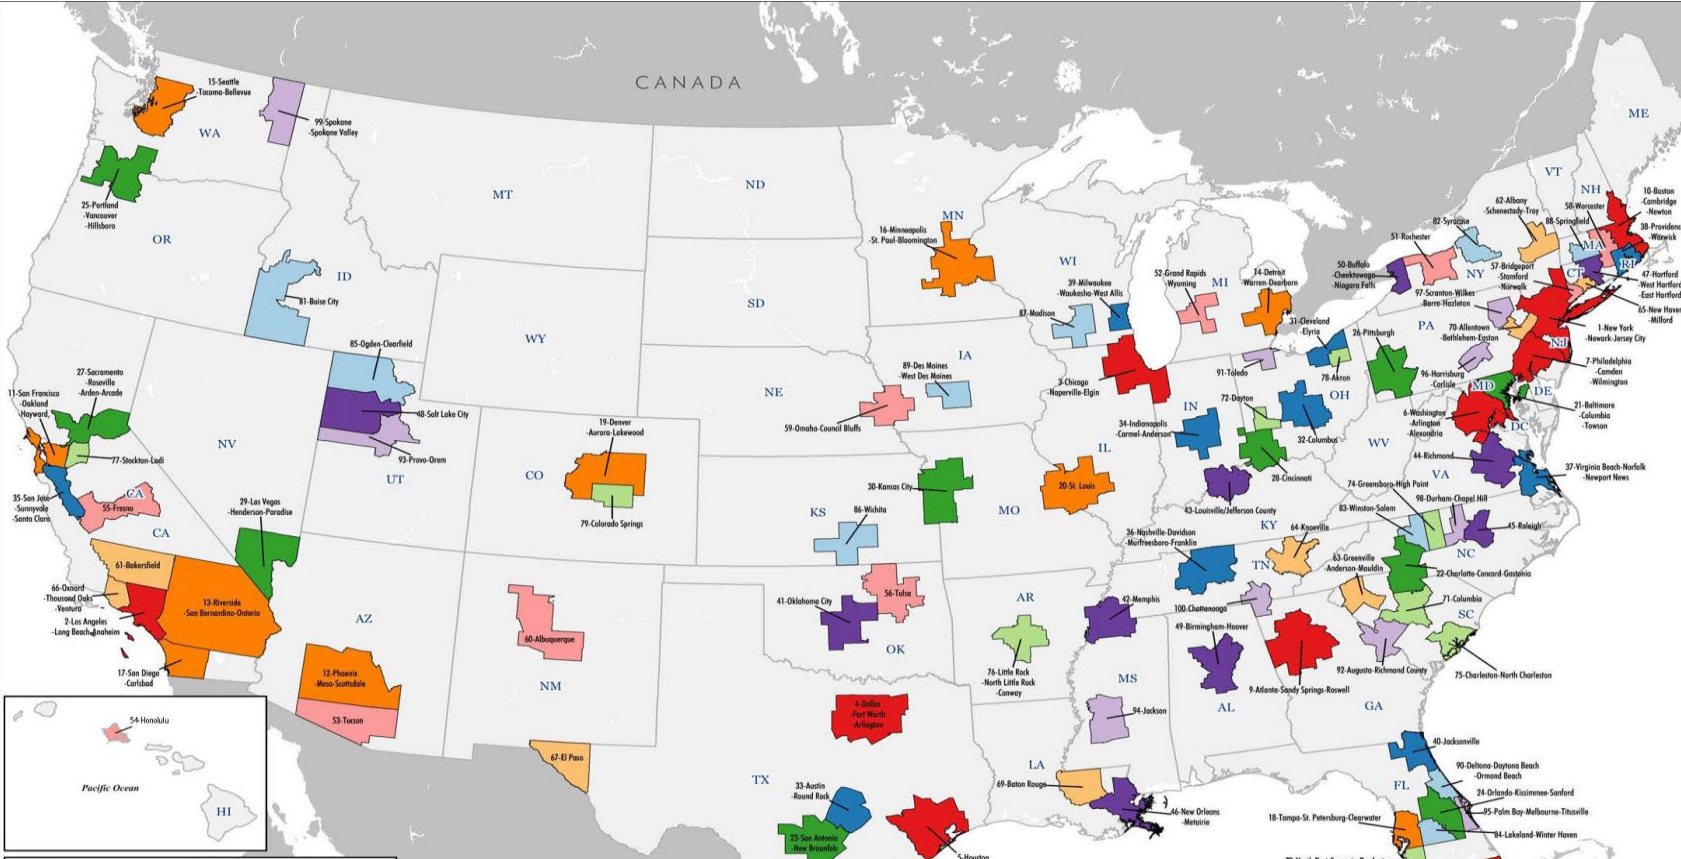 CANADA
15-Seattle
-Tacoma-Bellevue
WA
99-Spokane
-Spokane Valley
25-Portland
-Vancouver
-Hillsboro
OR
ID
81-Boise City
MT
ND
SD
WY
NE
MN
16-Minneapolis
-St. Paul-Bloomington
WI
39-Milwaukee
-Waukesha-West Allis
87-Madison
52-Grand Rapids
-Wyoming
MI
14-Detroit
-Warren-Dearborn
3-Chicago
-Naperville-Elgin
IA
89-Des Moines
-West Des Moines
59-Omaha-Council Bluffs
85-Ogden-Clearfield
48-Salt Lake City
93-Provo-Orem
UT
NV
27-Sacramento
-Roseville
-Arden-Arcade
11-San Francisco
-Oakland
-Hayward,
77-Stockton-Lodi
35-San Jose
-Sunnyvale
-Santa Clara
CA
55-Fresno
CA
29-Las Vegas
-Henderson-Paradise
61-Bakersfield
66-Oxnard
-Thousand Oaks
-Ventura
2-Los Angeles
-Long Beach-Anaheim
13-Riverside
-San Bernardino-Ontario
17-San Diego
-Carlsbad
AZ
12-Phoenix
-Mesa-Scottsdale
53-Tucson
19-Denver
-Aurora-Lakewood
CO
79-Colorado Springs
NM
60-Albuquerque
67-El Paso
KS
86-Wichita
30-Kansas City
MO
20-St. Louis
IL
IN
34-Indianapolis
-Carmel-Anderson
91-Toledo
31-Cleveland
-Elyria
78-Akron
72-Dayton
OH
32-Columbus
28-Cincinnati
43-Louisville/Jefferson County
KY
WV
26-Pittsburgh
PA
50-Buffalo
-Cheektowaga
-Niagara Falls
51-Rochester
82-Syracuse
NY
62-Albany
-Schenectady-Troy
VT
NH
ME
58-Worcester
88-Springfield
MA
10-Boston
-Cambridge
-Newton
38-Providence
-Warwick
RI
CT
57-Bridgeport
-Stamford
-Norwalk
47-Hartford
-West Hartford
-East Hartford
65-New Haven
-Milford
97-Scranton-Wilkes
Barre-Hazleton
70-Allentown
-Bethlehem-Easton
1-New York
-Newark-Jersey City
NJ
7-Philadelphia
-Camden
-Wilmington
96-Harrisburg
-Carlisle
MD
DE
21-Baltimore
-Columbia
-Towson
6-Washington
-Arlington
-Alexandria
DC
44-Richmond
VA
37-Virginia Beach-Norfolk
-Newport News
74-Greensboro-High Point
98-Durham-Chapel Hill
83-Winston-Salem
45-Raleigh
NC
22-Charlotte-Concord-Gastonia
36-Nashville-Davidson
-Murfreesboro-Franklin
64-Knoxville
TN
63-Greenville
-Anderson-Mauldin
100-Chattanooga
71-Columbia
SC
75-Charleston-North Charleston
92-Augusta-Richmond County
42-Memphis
49-Birmingham-Hoover
9-Atlanta-Sandy Springs-Roswell
GA
AL
MS
94-Jackson
AR
76-Little Rock
-North Little Rock
-Conway
41-Oklahoma City
56-Tulsa
OK
4-Dallas
-Fort Worth
-Arlington
TX
33-Austin
-Round Rock
23-San Antonio
-New Braunfels
5-Houston
LA
69-Baton Rouge
46-New Orleans
-Metairie
40-Jacksonville
90-Deltona-Daytona Beach
-Ormond Beach
FL
24-Orlando-Kissimmee-Sanford
95-Palm Bay-Melbourne-Titusville
18-Tampa-St. Petersburg-Clearwater
84-Lakeland-Winter Haven
54-Honolulu
Pacific Ocean
HI